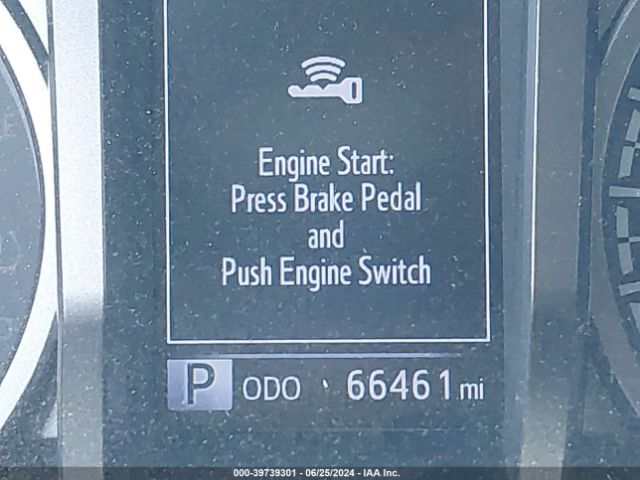 Engine Start:
Press Brake Pedal
and
Push Engine Switch
P ODO 66461 mi
000-39739301 - 06/25/2024 - IAA Inc.